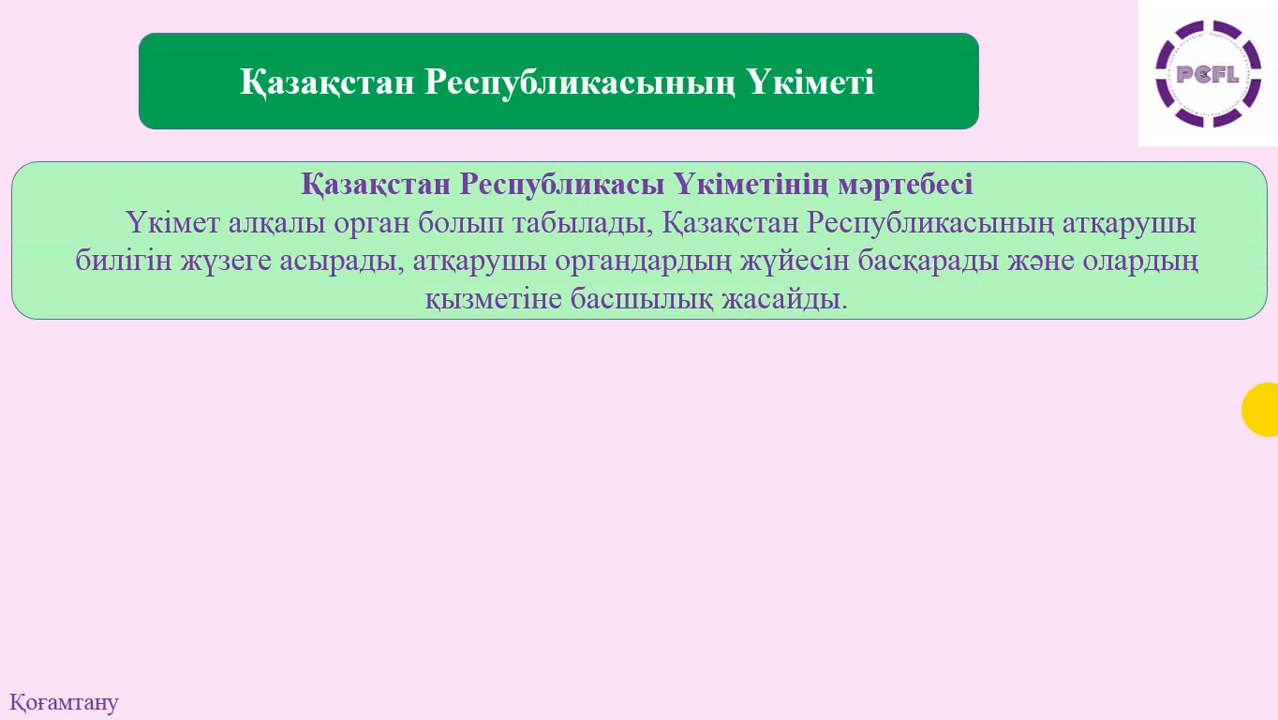 Қазақстан Республикасының Үкіметі
PCFL
Қазақстан Республикасы Үкіметінің мәртебесі
Үкімет алқалы орган болып табылады, Қазақстан Республикасының атқарушы
билігін жүзеге асырады, атқарушы органдардың жүйесін басқарады және олардың
қызметіне басшылық жасайды.
Қоғамтану